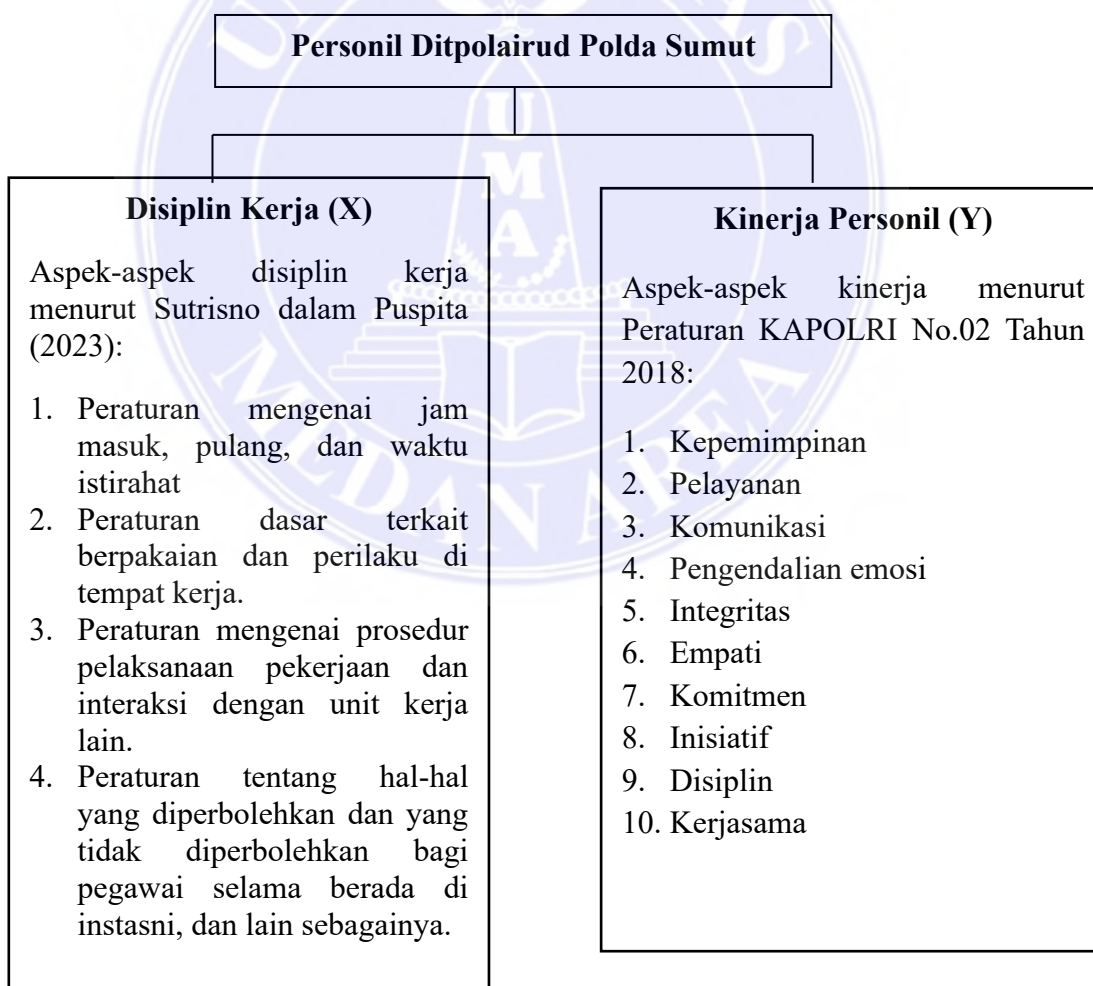 Personil Ditpolairud Polda Sumut
Disiplin Kerja (X)
Aspek-aspek disiplin kerja
menurut Sutrisno dalam Puspita
(2023):
1. Peraturan mengenai jam
masuk, pulang, dan waktu
istirahat
2. Peraturan dasar terkait
berpakaian dan perilaku di
tempat kerja.
3. Peraturan mengenai prosedur
pelaksanaan pekerjaan dan
interaksi dengan unit kerja
lain.
4. Peraturan tentang hal-hal
yang diperbolehkan dan yang
tidak diperbolehkan bagi
pegawai selama berada di
instasni, dan lain sebagainya.
Kinerja Personil (Y)
Aspek-aspek kinerja menurut
Peraturan KAPOLRI No.02 Tahun
2018:
1. Kepemimpinan
2. Pelayanan
3. Komunikasi
4. Pengendalian emosi
5. Integritas
6. Empati
7. Komitmen
8. Inisiatif
9. Disiplin
10. Kerjasama
UMA
MEDAN AREA